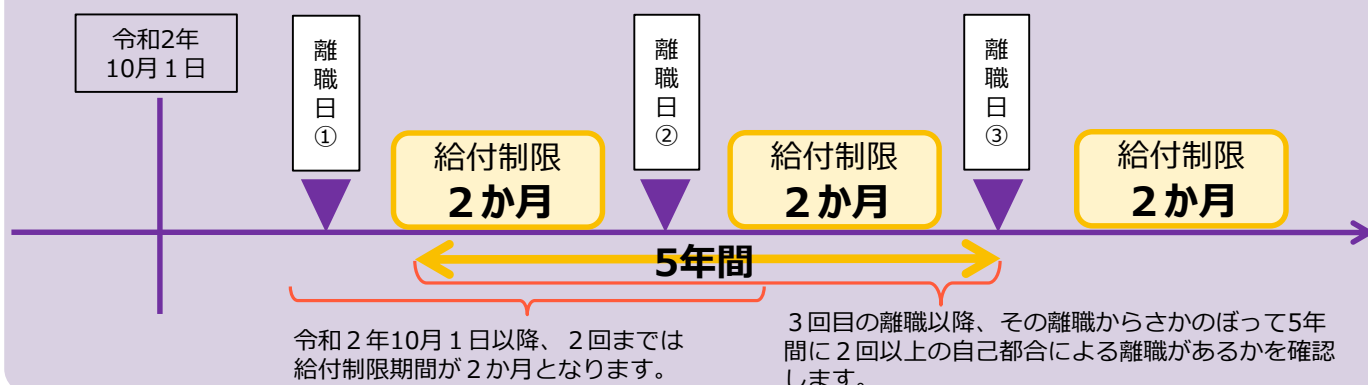 令和2年
10月１日
離職日①
離職日②
離職日③
給付制限
２か月
給付制限
２か月
給付制限
２か月
5年間
令和２年10月１日以降、２回までは
給付制限期間が２か月となります。
３回目の離職以降、その離職からさかのぼって5年
間に２回以上の自己都合による離職があるかを確認
します。